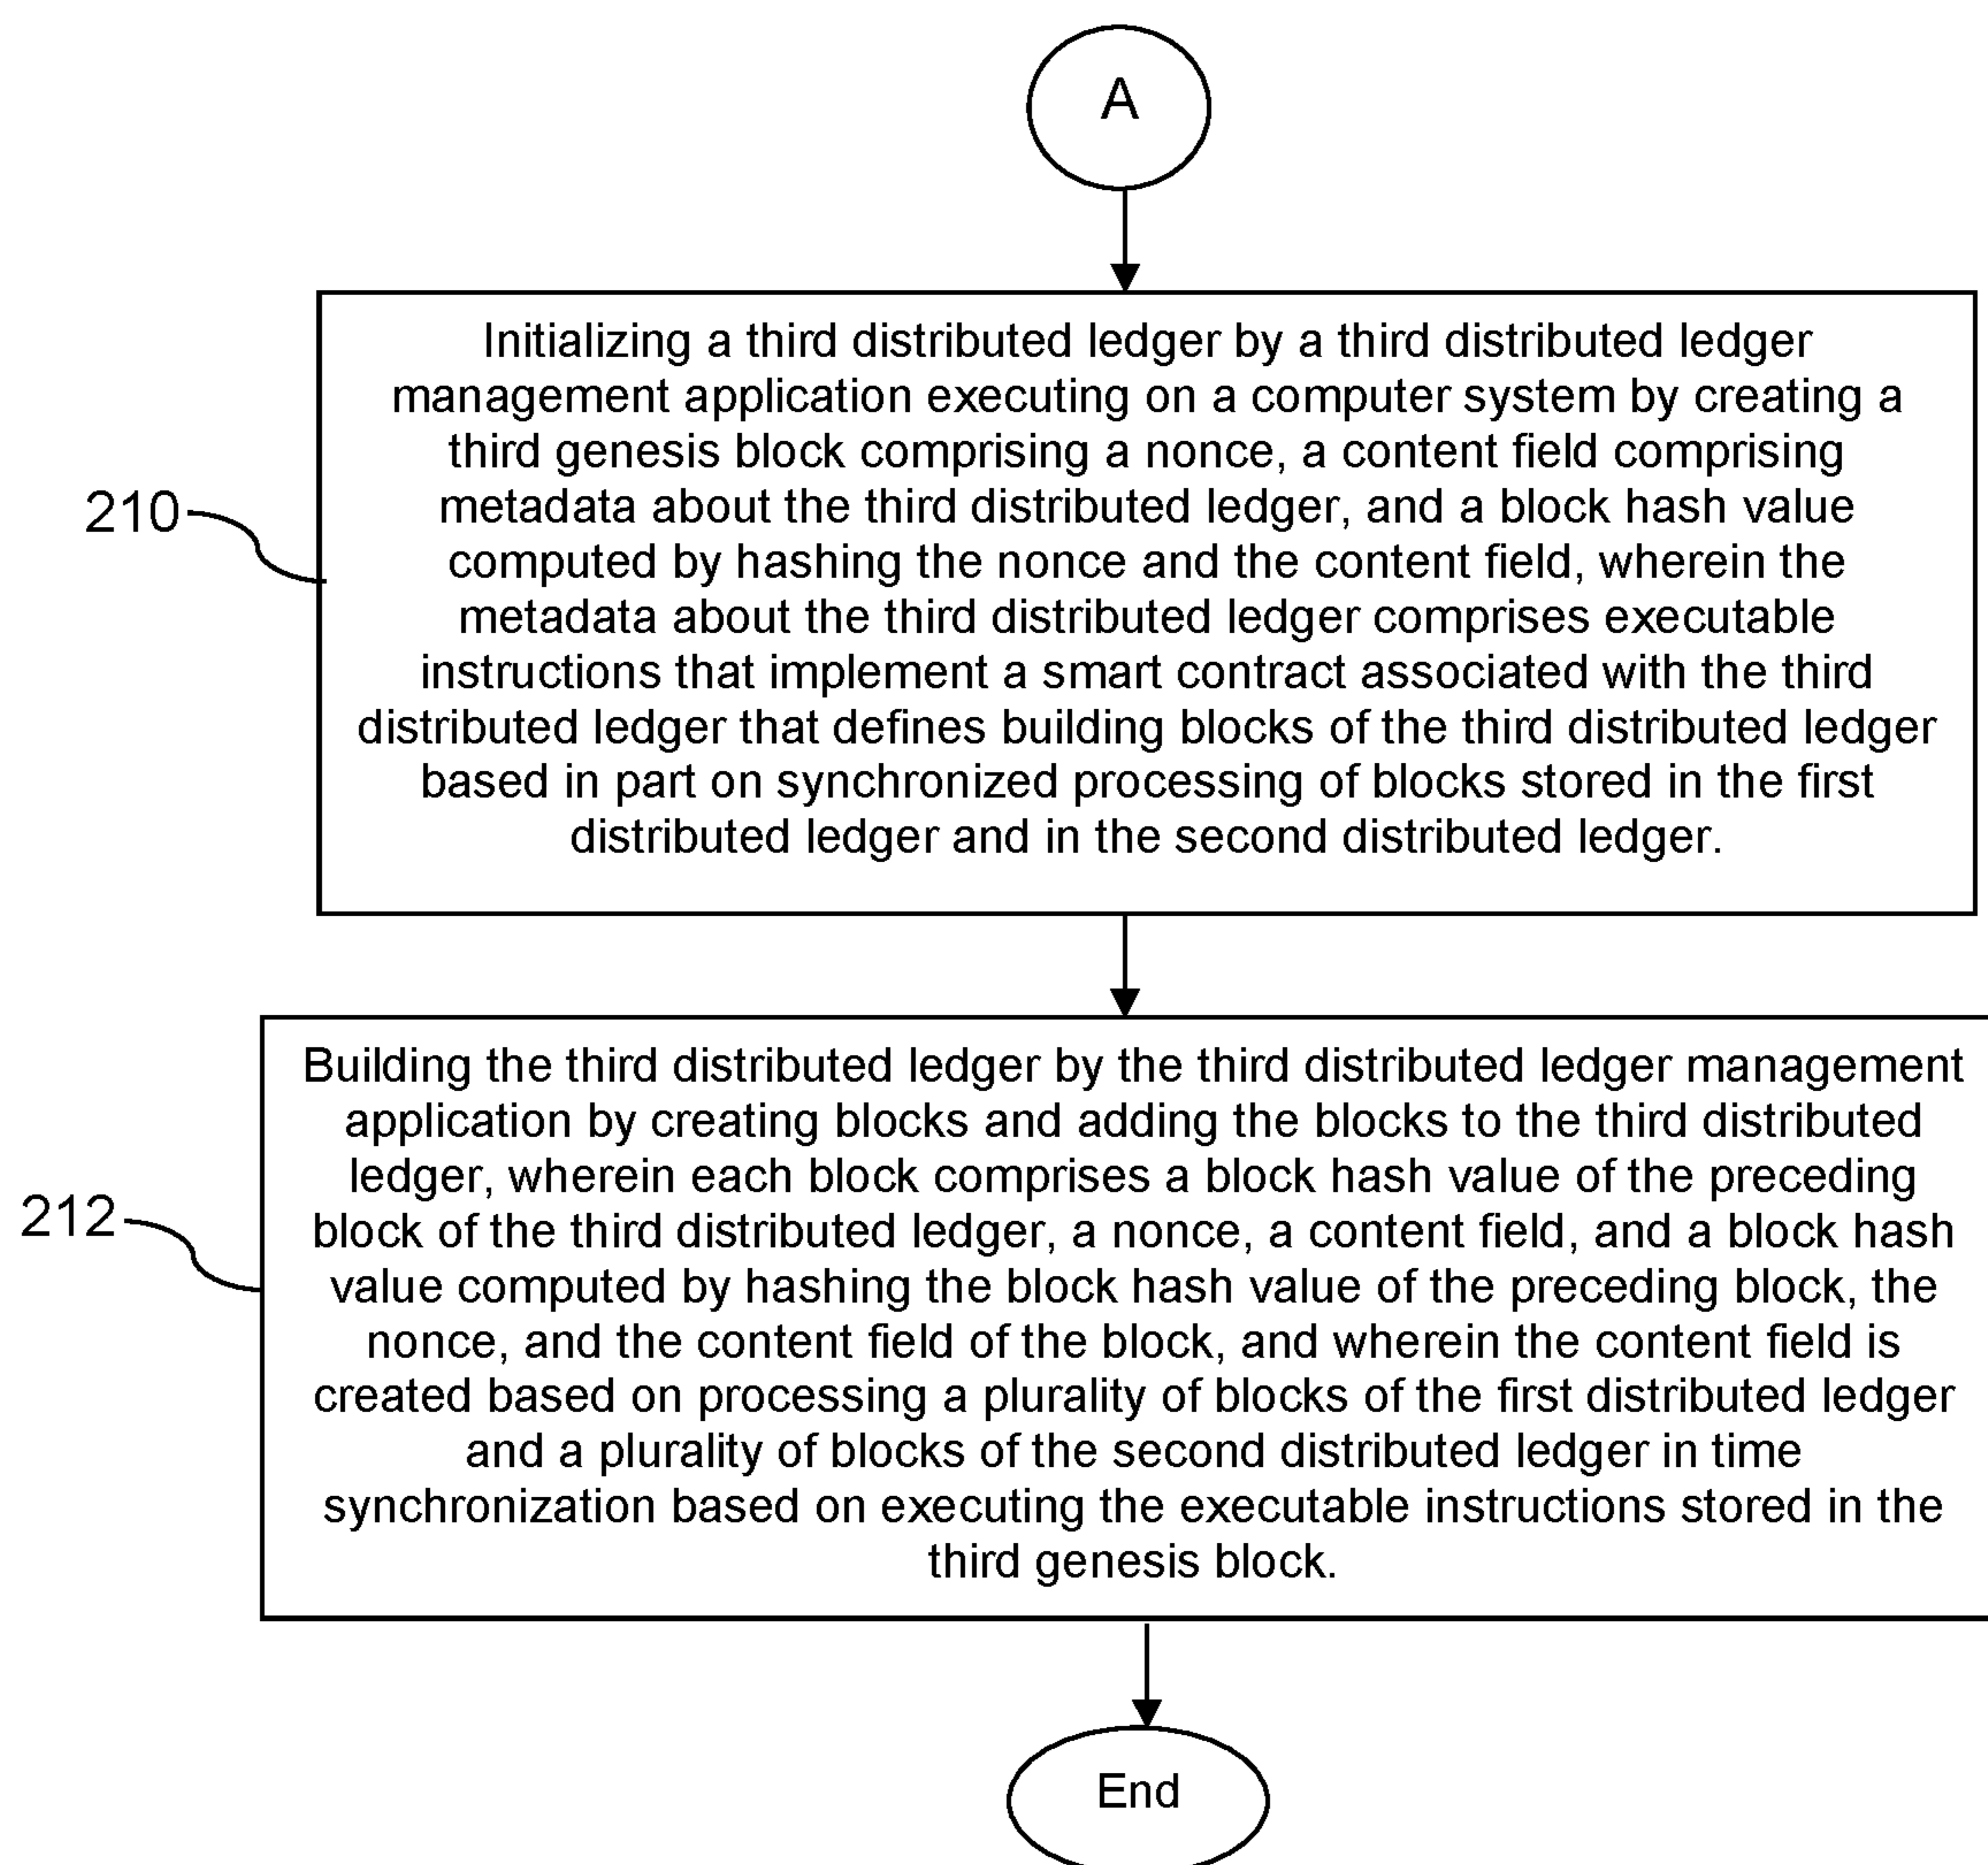 A
Initializing a third distributed ledger by a third distributed ledger
management application executing on a computer system by creating a
third genesis block comprising a nonce, a content field comprising
metadata about the third distributed ledger, and a block hash value
computed by hashing the nonce and the content field, wherein the
metadata about the third distributed ledger comprises executable
instructions that implement a smart contract associated with the third
distributed ledger that defines building blocks of the third distributed ledger
based in part on synchronized processing of blocks stored in the first
distributed ledger and in the second distributed ledger.
210
Building the third distributed ledger by the third distributed ledger management
application by creating blocks and adding the blocks to the third distributed
ledger, wherein each block comprises a block hash value of the preceding
block of the third distributed ledger, a nonce, a content field, and a block hash
value computed by hashing the block hash value of the preceding block, the
nonce, and the content field of the block, and wherein the content field is
created based on processing a plurality of blocks of the first distributed ledger
and a plurality of blocks of the second distributed ledger in time
synchronization based on executing the executable instructions stored in the
third genesis block.
212
End